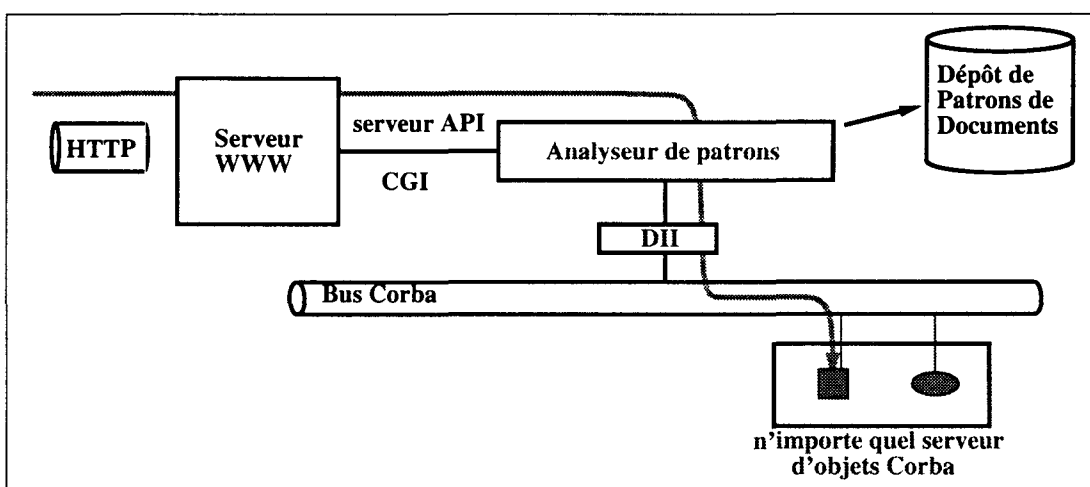 Dépôt de
Patrons de
Documents
HTTP
Serveur
WWW
serveur API
CGI
Analyseur de patrons
DII
Bus Corba
n'importe quel serveur
d'objets Corba